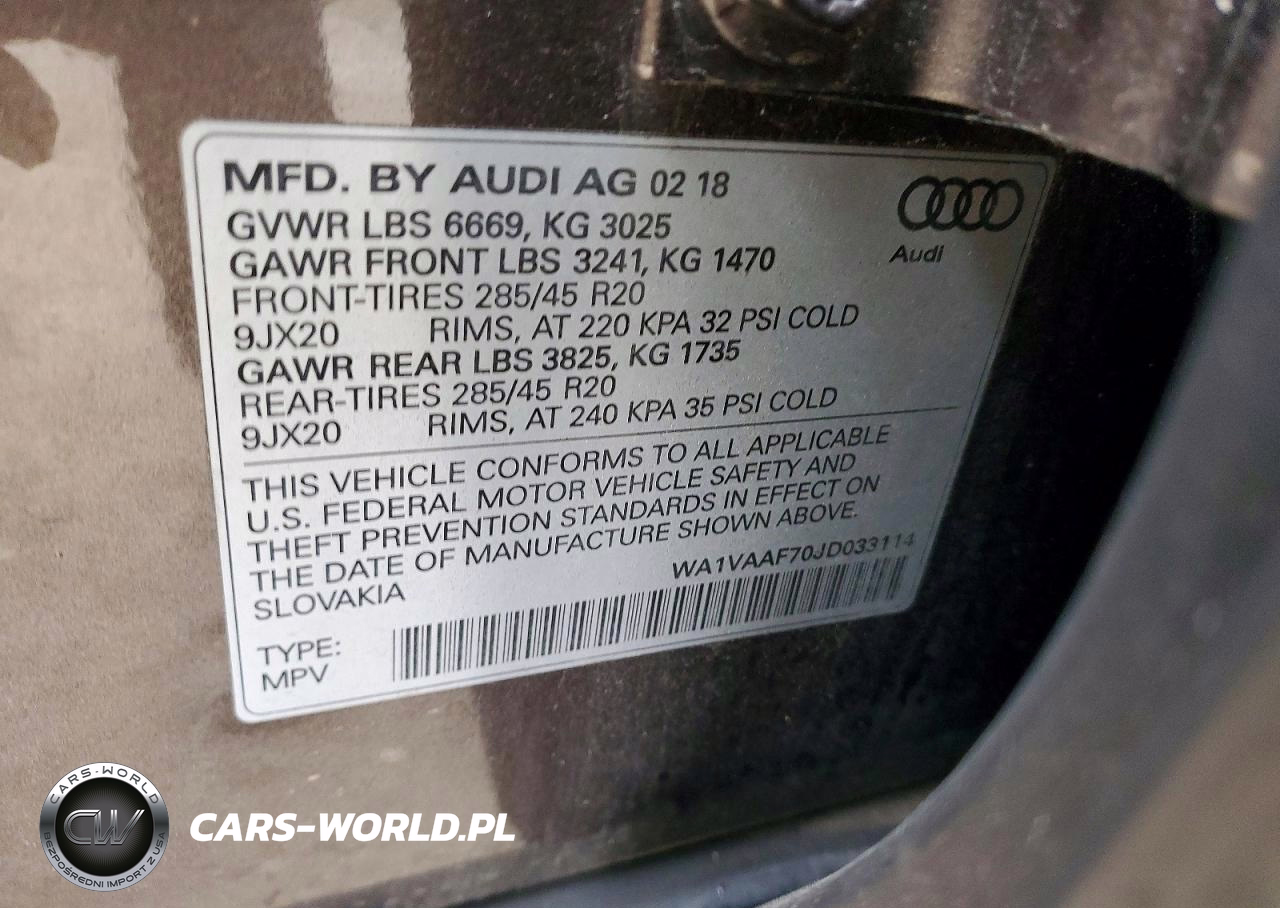 MFD. BY AUDI AG 02 18
GVWR LBS 6669, KG 3025
GAWR FRONT LBS 3241, KG 1470
FRONT-TIRES 285/45 R20
9JX20 RIMS, AT 220 KPA 32 PSI COLD
GAWR REAR LBS 3825, KG 1735
REAR-TIRES 285/45 R20
9JX20 RIMS, AT 240 KPA 35 PSI COLD
Audi
THIS VEHICLE CONFORMS TO ALL APPLICABLE
U.S. FEDERAL MOTOR VEHICLE SAFETY AND
THEFT PREVENTION STANDARDS IN EFFECT ON
THE DATE OF MANUFACTURE SHOWN ABOVE.
SLOVAKIA
WA1VAAF70JD033114
TYPE:
MPV
CARS-WORLD
CW
BEZPOŚREDNI IMPORT Z USA
CARS-WORLD.PL